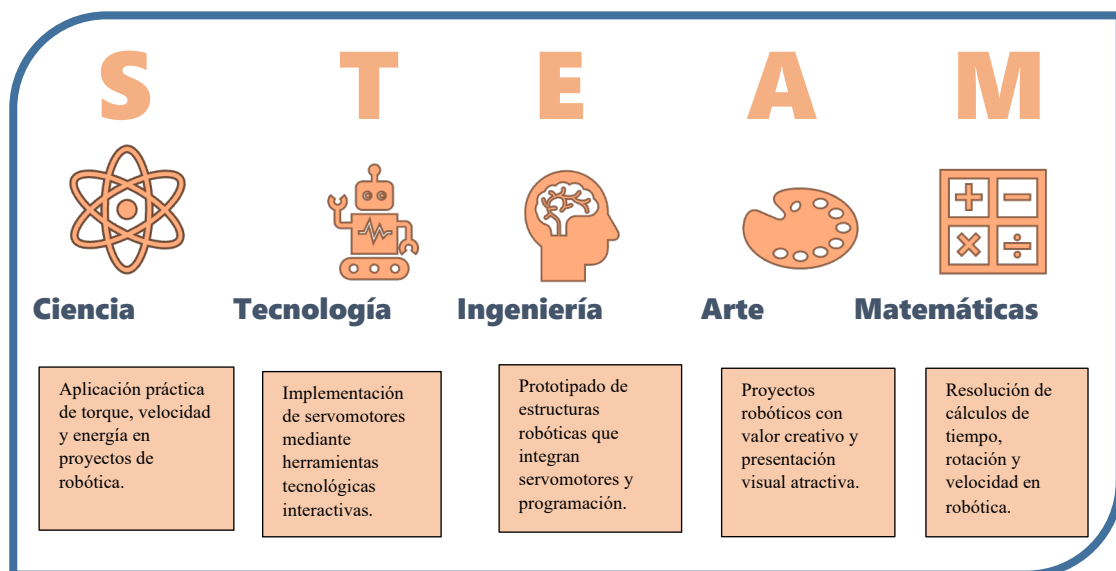 S T E A M
Ciencia Tecnología Ingeniería Arte Matemáticas
Aplicación práctica
de torque, velocidad
y energía en
proyectos de
robótica.
Implementación
de servomotores
mediante
herramientas
tecnológicas
interactivas.
Prototipado de
estructuras
robóticas que
integran
servomotores y
programación.
Proyectos
robóticos con
valor creativo y
presentación
visual atractiva.
Resolución de
cálculos de
tiempo,
rotación y
velocidad en
robótica.